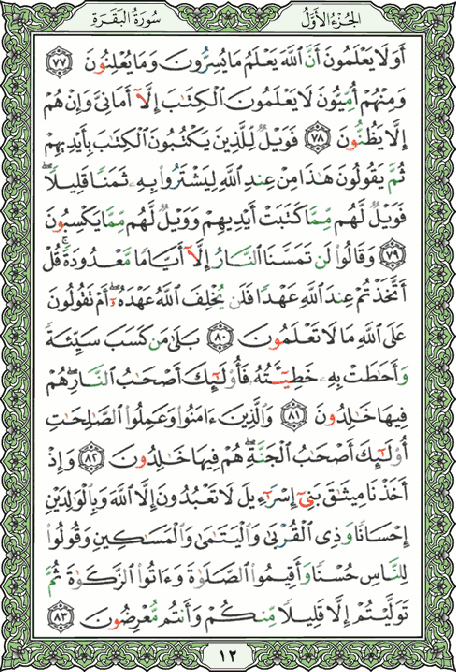 الجُزْءُ الأَوَّلُ
سُورَةُ البَقَرَةِ
أَوَلَا يَعْلَمُونَ أَنَّ ٱللَّهَ يَعْلَمُ مَا يُسِرُّونَ وَمَا يُعْلِنُونَ ٧٧
وَمِنْهُمْ أُمِّيُّونَ لَا يَعْلَمُونَ ٱلْكِتَٰبَ إِلَّآ أَمَانِيَّ وَإِنْ هُمْ
إِلَّا يَظُنُّونَ ٧٨ فَوَيْلٌ لِّلَّذِينَ يَكْتُبُونَ ٱلْكِتَٰبَ بِأَيْدِيهِمْ
ثُمَّ يَقُولُونَ هَٰذَا مِنْ عِندِ ٱللَّهِ لِيَشْتَرُوا۟ بِهِۦ ثَمَنًا قَلِيلًا ۖ
فَوَيْلٌ لَّهُم مِّمَّا كَتَبَتْ أَيْدِيهِمْ وَوَيْلٌ لَّهُم مِّمَّا يَكْسِبُونَ
٧٩ وَقَالُوا۟ لَن تَمَسَّنَا ٱلنَّارُ إِلَّآ أَيَّامًا مَّعْدُودَةً ۚ قُلْ
أَتَّخَذْتُمْ عِندَ ٱللَّهِ عَهْدًا فَلَن يُخْلِفَ ٱللَّهُ عَهْدَهُۥٓ ۖ أَمْ تَقُولُونَ
عَلَى ٱللَّهِ مَا لَا تَعْلَمُونَ ٨٠ بَلَىٰ مَن كَسَبَ سَيِّئَةً
وَأَحَٰطَتْ بِهِۦ خَطِيٓـَٔتُهُۥ فَأُو۟لَٰٓئِكَ أَصْحَٰبُ ٱلنَّارِ ۖ هُمْ
فِيهَا خَٰلِدُونَ ٨١ وَٱلَّذِينَ ءَامَنُوا۟ وَعَمِلُوا۟ ٱلصَّٰلِحَٰتِ
أُو۟لَٰٓئِكَ أَصْحَٰبُ ٱلْجَنَّةِ ۖ هُمْ فِيهَا خَٰلِدُونَ ٨٢ وَإِذْ
أَخَذْنَا مِيثَٰقَ بَنِىٓ إِسْرَٰٓءِيلَ لَا تَعْبُدُونَ إِلَّا ٱللَّهَ وَبِٱلْوَٰلِدَيْنِ
إِحْسَانًا وَذِى ٱلْقُرْبَىٰ وَٱلْيَتَٰمَىٰ وَٱلْمَسَٰكِينِ وَقُولُوا۟
لِلنَّاسِ حُسْنًا وَأَقِيمُوا۟ ٱلصَّلَوٰةَ وَءَاتُوا۟ ٱلزَّكَوٰةَ ثُمَّ
تَوَلَّيْتُمْ إِلَّا قَلِيلًا مِّنكُمْ وَأَنتُم مُّعْرِضُونَ ٨٣
١٢